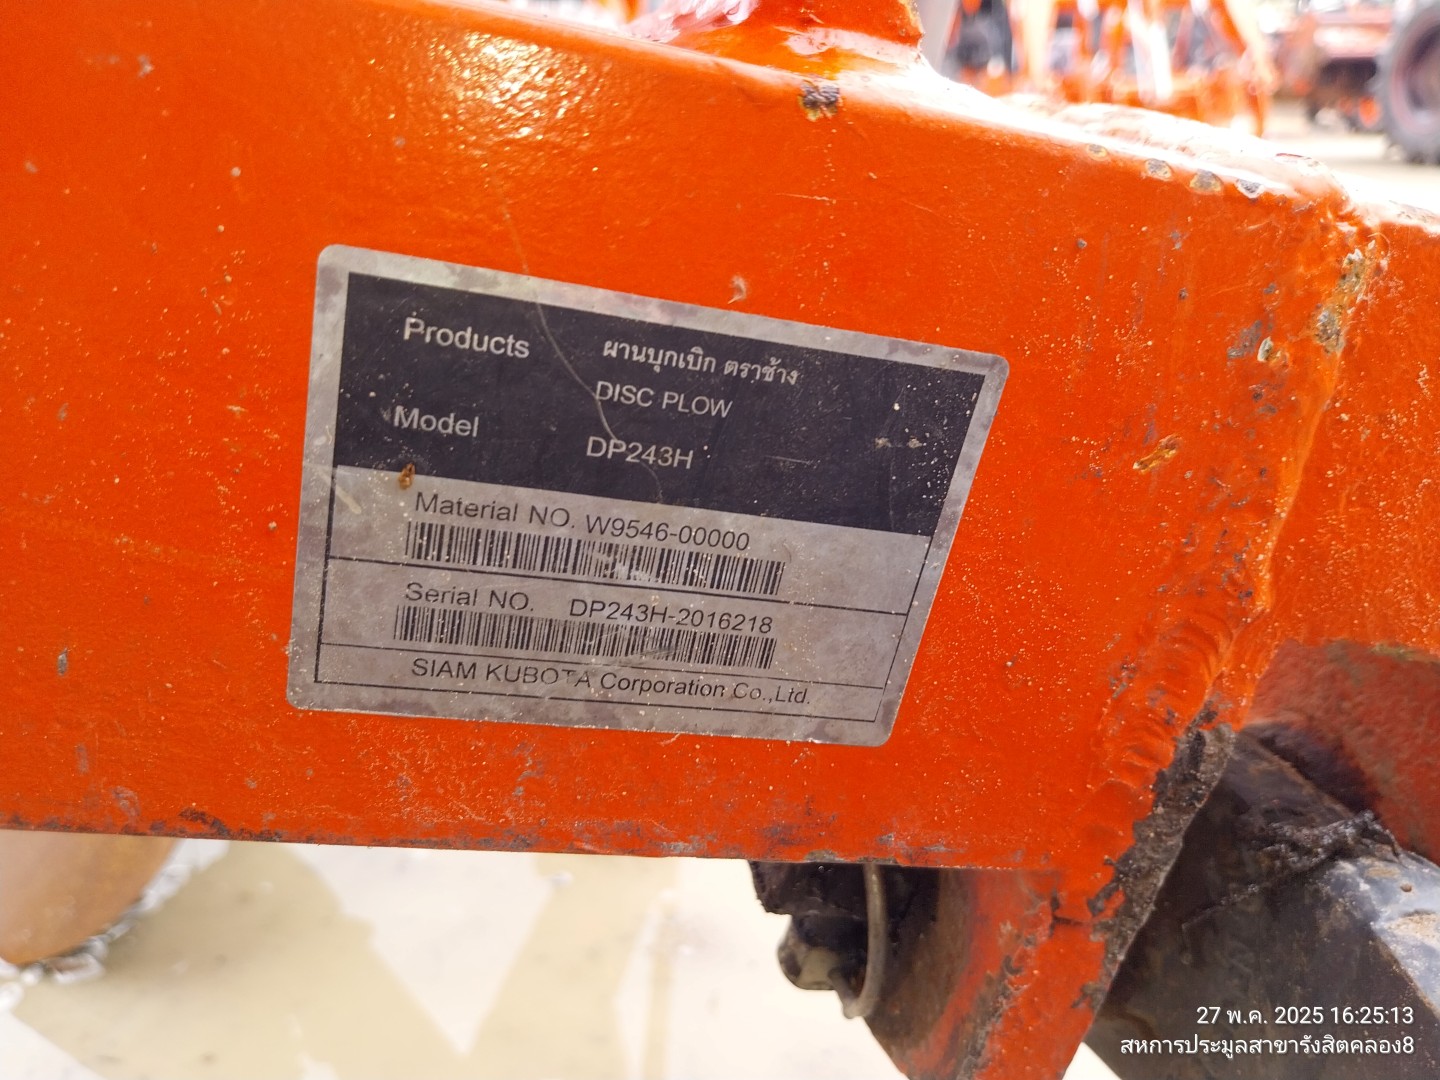 Products ผานบุกเบิก ตราช้าง
DISC PLOW
Model DP243H
Material NO. W9546-00000
Serial NO. DP243H-2016218
SIAM KUBOTA Corporation Co.,Ltd.
27 พ.ค. 2025 16:25:13
สหการประมูลสาขารังสิตคลอง8